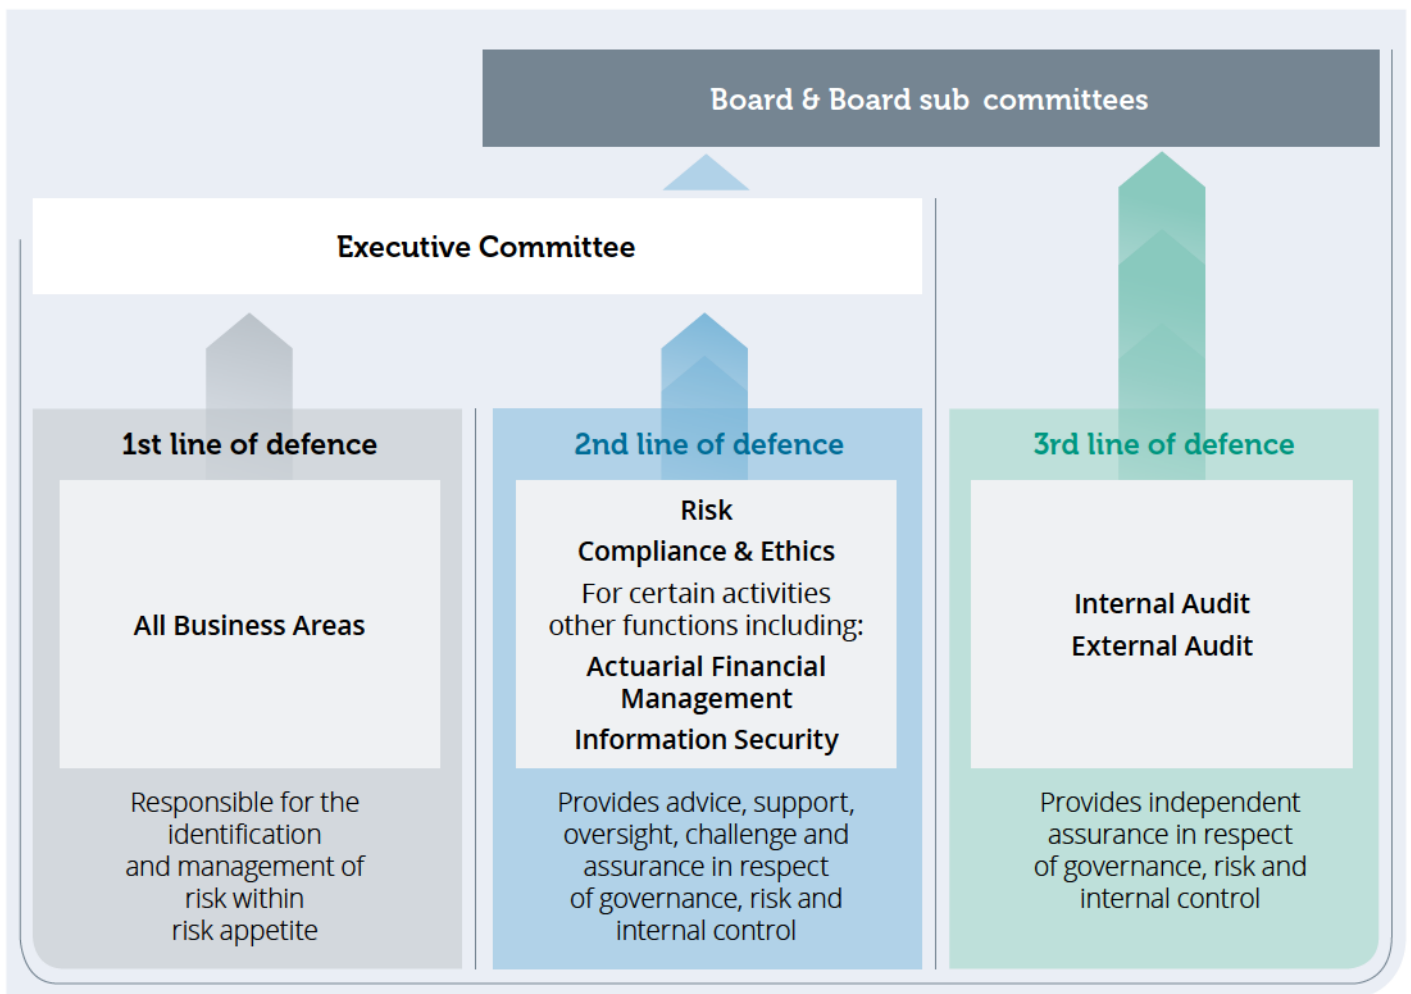 Board & Board sub committees
Executive Committee
1st line of defence
All Business Areas
Responsible for the
identification
and management of
risk within
risk appetite
2nd line of defence
Risk
Compliance & Ethics
For certain activities
other functions including:
Actuarial Financial
Management
Information Security
Provides advice, support,
oversight, challenge and
assurance in respect
of governance, risk and
internal control
3rd line of defence
Internal Audit
External Audit
Provides independent
assurance in respect
of governance, risk and
internal control